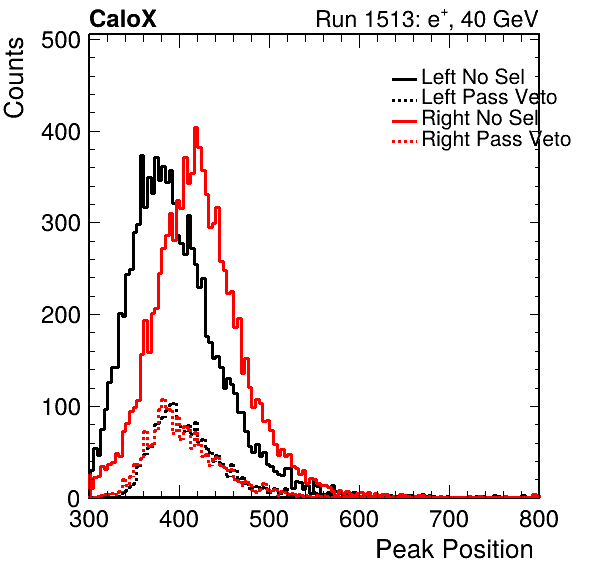 CaloX Run 1513: e+, 40 GeV
Counts
500
400
300
200
100
0
Left No Sel
Left Pass Veto
Right No Sel
Right Pass Veto
300 400 500 600 700 800
Peak Position